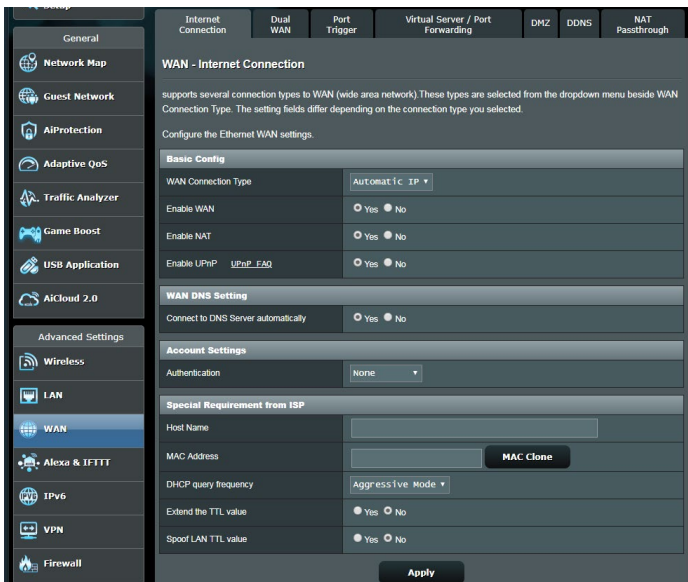 General
Network Map
Guest Network
AiProtection
Adaptive QoS
Traffic Analyzer
Game Boost
USB Application
AiCloud 2.0
Advanced Settings
Wireless
LAN
WAN
Alexa & IFTTT
IPv6
VPN
Firewall
Internet
Connection
Dual
WAN
Port
Trigger
Virtual Server / Port
Forwarding
DMZ
DDNS
NAT
Passthrough
WAN - Internet Connection
supports several connection types to WAN (wide area network).These types are selected from the dropdown menu beside WAN
Connection Type. The setting fields differ depending on the connection type you selected.
Configure the Ethernet WAN settings.
Basic Config
WAN Connection Type Automatic IP
Enable WAN Yes No
Enable NAT Yes No
Enable UPnP UPnP FAQ Yes No
WAN DNS Setting
Connect to DNS Server automatically Yes No
Account Settings
Authentication None
Special Requirement from ISP
Host Name
MAC Address MAC Clone
DHCP query frequency Aggressive Mode
Extend the TTL value Yes No
Spoof LAN TTL value Yes No
Apply